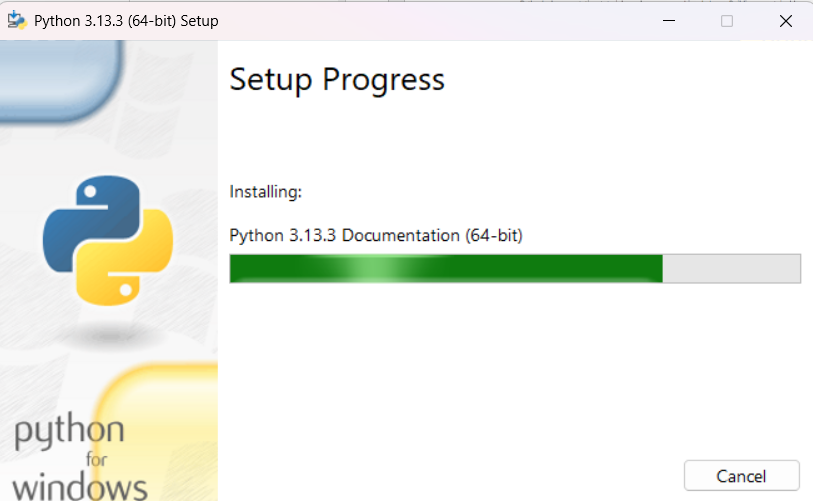 Python 3.13.3 (64-bit) Setup
Setup Progress
Installing:
Python 3.13.3 Documentation (64-bit)
python
for
windows
Cancel